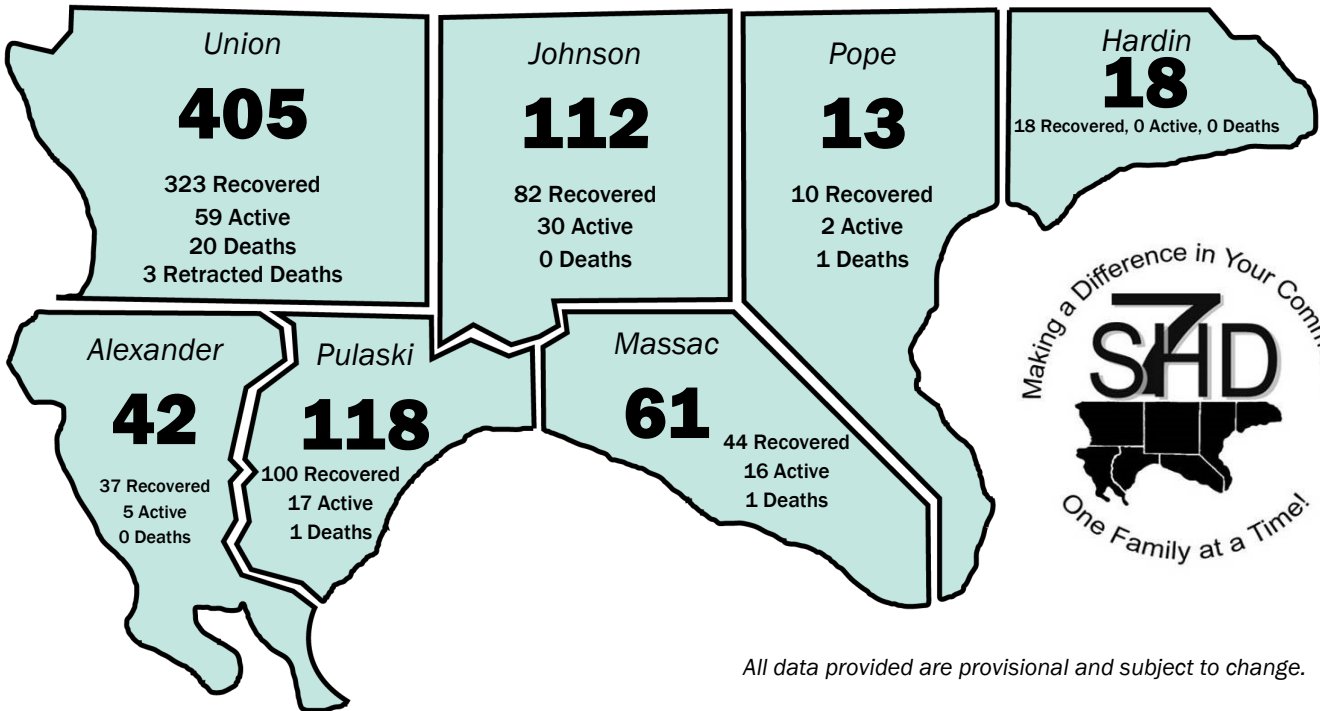 Union
405
323 Recovered
59 Active
20 Deaths
3 Retracted Deaths
Johnson
112
82 Recovered
30 Active
0 Deaths
Pope
13
10 Recovered
2 Active
1 Deaths
Hardin
18
18 Recovered, 0 Active, 0 Deaths
Alexander
42
37 Recovered
5 Active
0 Deaths
Pulaski
118
100 Recovered
17 Active
1 Deaths
Massac
61
44 Recovered
16 Active
1 Deaths
Making a Difference in Your
S7HD
One Family at a Time!
All data provided are provisional and subject to change.